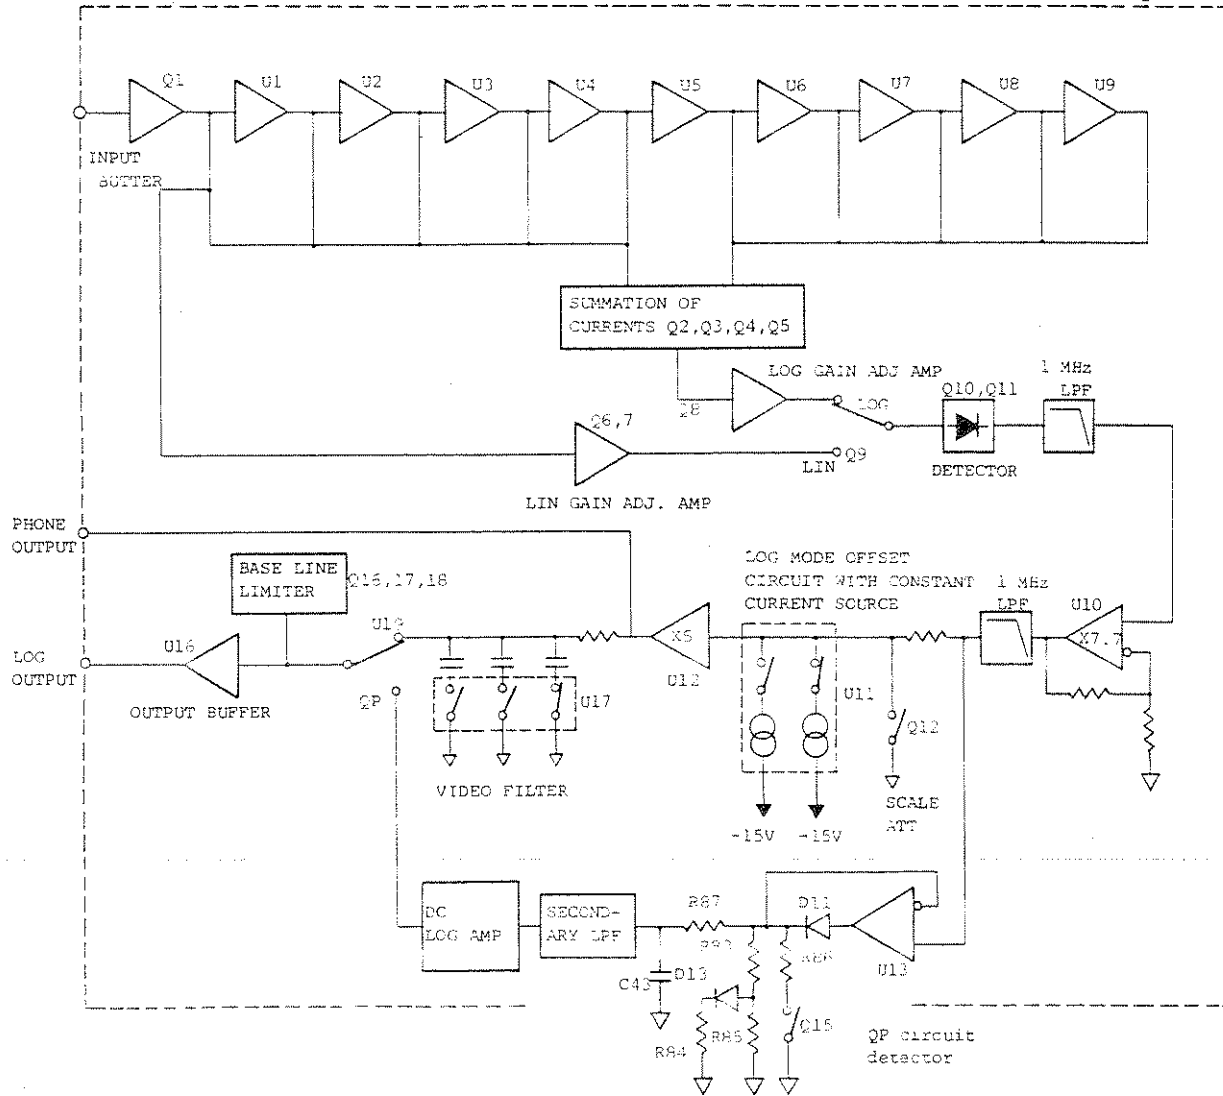 Q1
U1
U2
U3
U4
U5
U6
U7
U8
U9
INPUT
BUTTER
SUMMATION OF
CURRENTS Q2,Q3,Q4,Q5
LOG GAIN ADJ AMP
1 MHz
LPF
Q10,Q11
Q8
LOG
Q6,7
LIN
Q9
DETECTOR
LIN GAIN ADJ. AMP
PHONE
OUTPUT
BASE LINE
LIMITER
Q16,17,18
LOG MODE OFFSET
CIRCUIT WITH CONSTANT
CURRENT SOURCE
1 MHz
LPF
U10
X7.7
U19
X5
U12
U16
LOG
OUTPUT
OUTPUT BUFFER
QP
U17
U11
Q12
VIDEO FILTER
SCALE
ATT
-15V
-15V
DC
LOG AMP
SECOND-
ARY LPF
R87
D11
R86
U13
C43
D13
R84
R85
Q15
QP circuit
detector